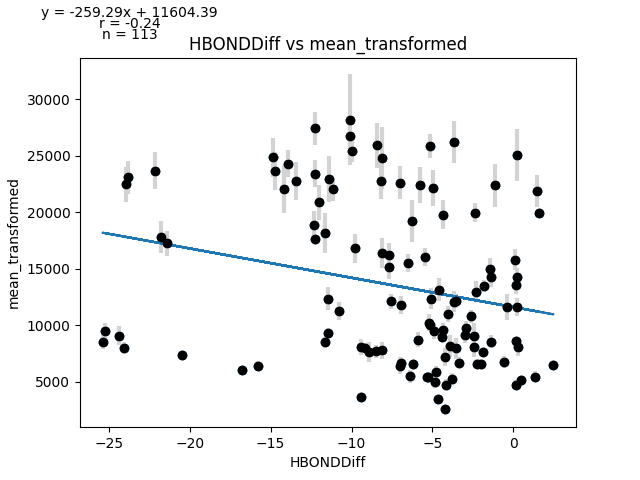 y = -259.29x + 11604.39
r = -0.24
n = 113
HBONDDiff vs mean_transformed
30000
25000
20000
15000
10000
5000
mean_transformed
−25
−20
−15
−10
−5
0
HBONDDiff